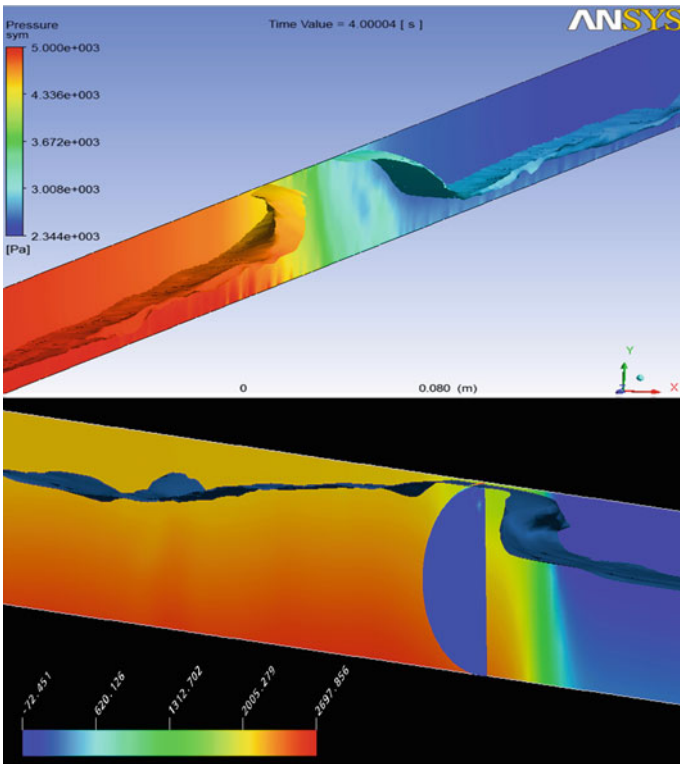 Pressure
sym
Time Value = 4.00004 [ s ]
ANSYS
5.000e+003
4.336e+003
3.672e+003
3.008e+003
2.344e+003
[Pa]
0
0.080 (m)
Y
Z
X
-72.451
620.126
1312.702
2005.279
2697.856